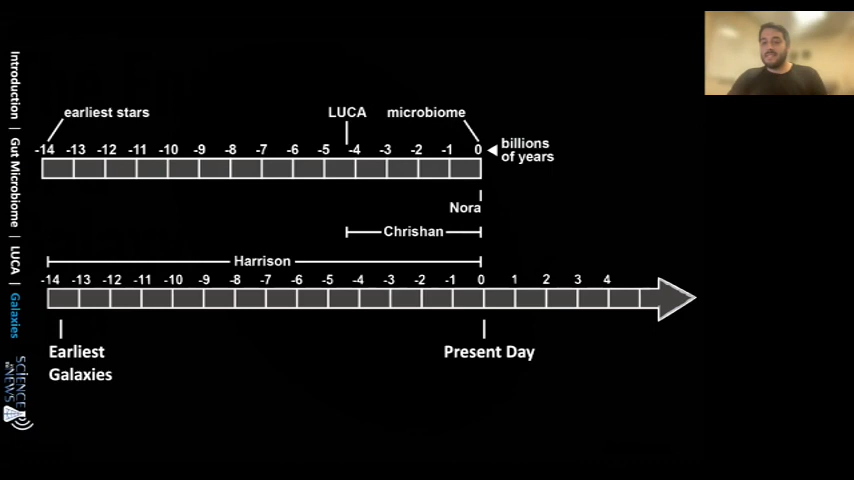 Introduction | Gut Microbiome | LUCA | Galaxies
SCIENCE
IN THE
NEWS
earliest stars
LUCA
microbiome
-14 -13 -12 -11 -10 -9 -8 -7 -6 -5 -4 -3 -2 -1 0
billions
of years
Nora
Chrishan
Harrison
-14 -13 -12 -11 -10 -9 -8 -7 -6 -5 -4 -3 -2 -1 0 1 2 3 4
Earliest
Galaxies
Present Day